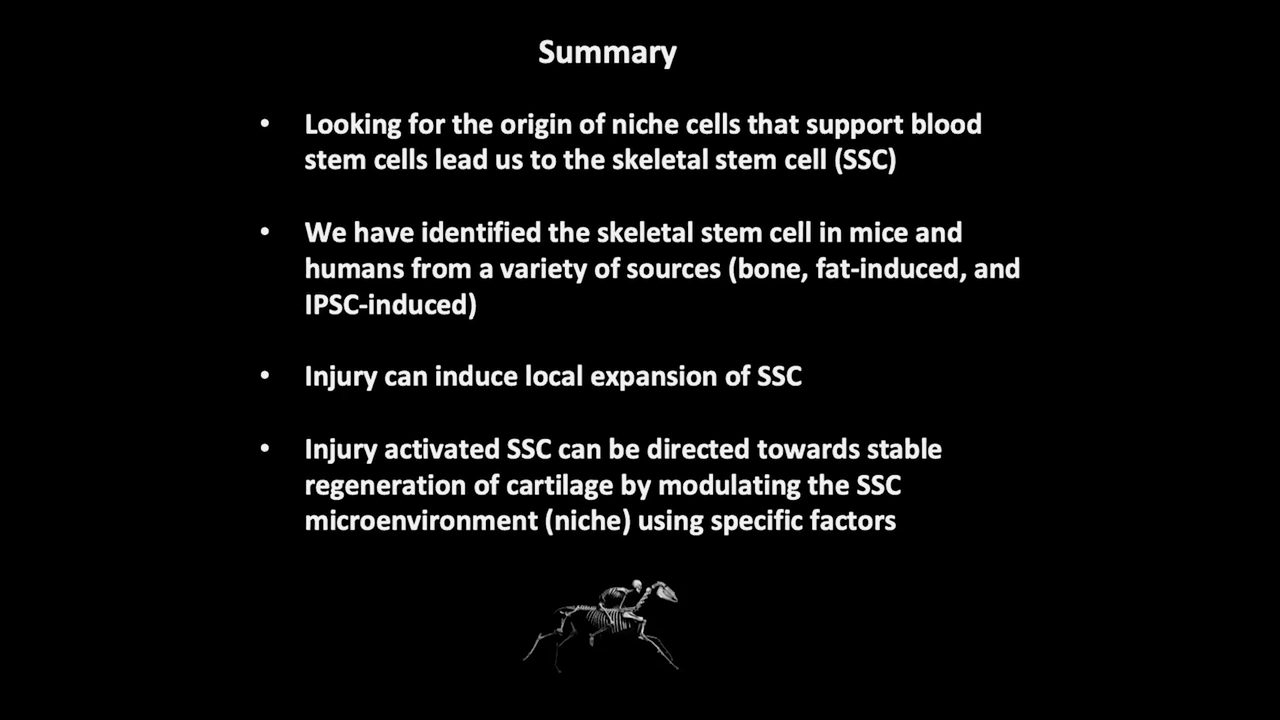 Summary
• Looking for the origin of niche cells that support blood
stem cells lead us to the skeletal stem cell (SSC)
• We have identified the skeletal stem cell in mice and
humans from a variety of sources (bone, fat-induced, and
IPSC-induced)
• Injury can induce local expansion of SSC
• Injury activated SSC can be directed towards stable
regeneration of cartilage by modulating the SSC
microenvironment (niche) using specific factors